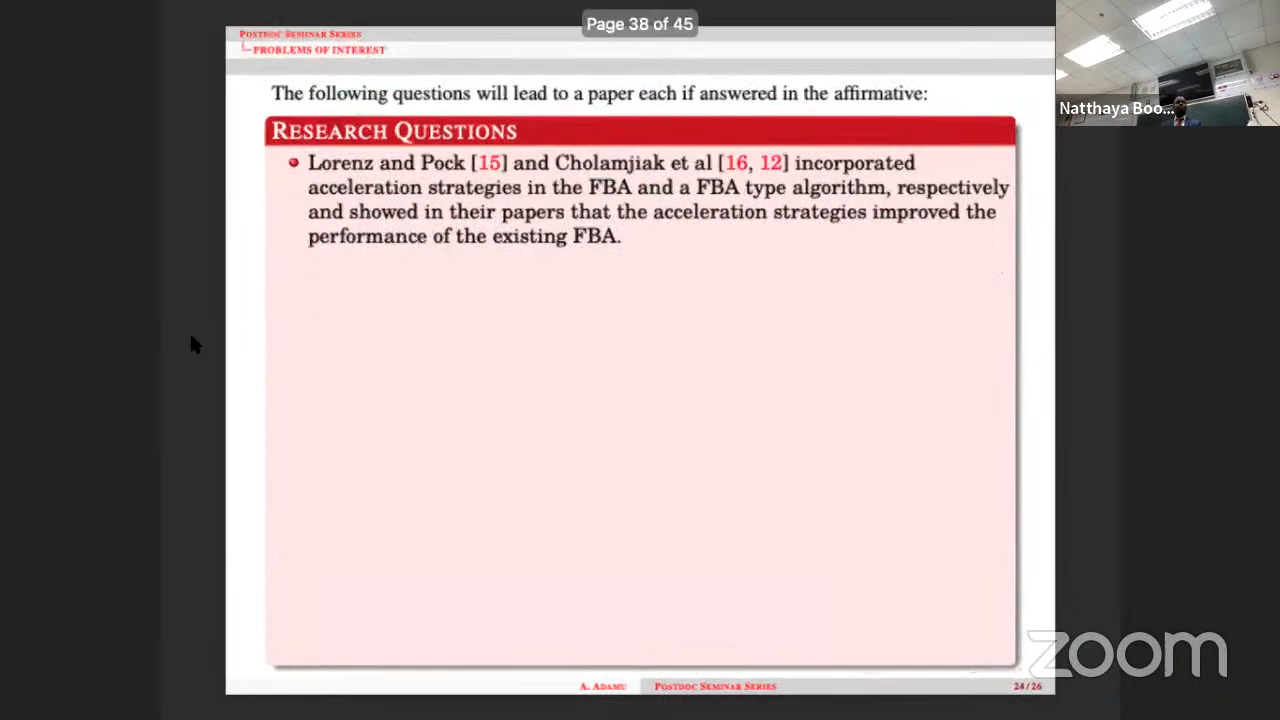 Page 38 of 45
POSTDOC SEMINAR SERIES
PROBLEMS OF INTEREST
Natthaya Boo...
The following questions will lead to a paper each if answered in the affirmative:
RESEARCH QUESTIONS
Lorenz and Pock [15] and Cholamjiak et al [16, 12] incorporated
acceleration strategies in the FBA and a FBA type algorithm, respectively
and showed in their papers that the acceleration strategies improved the
performance of the existing FBA.
zoom
A. ADAMU
POSTDOC SEMINAR SERIES
24/26